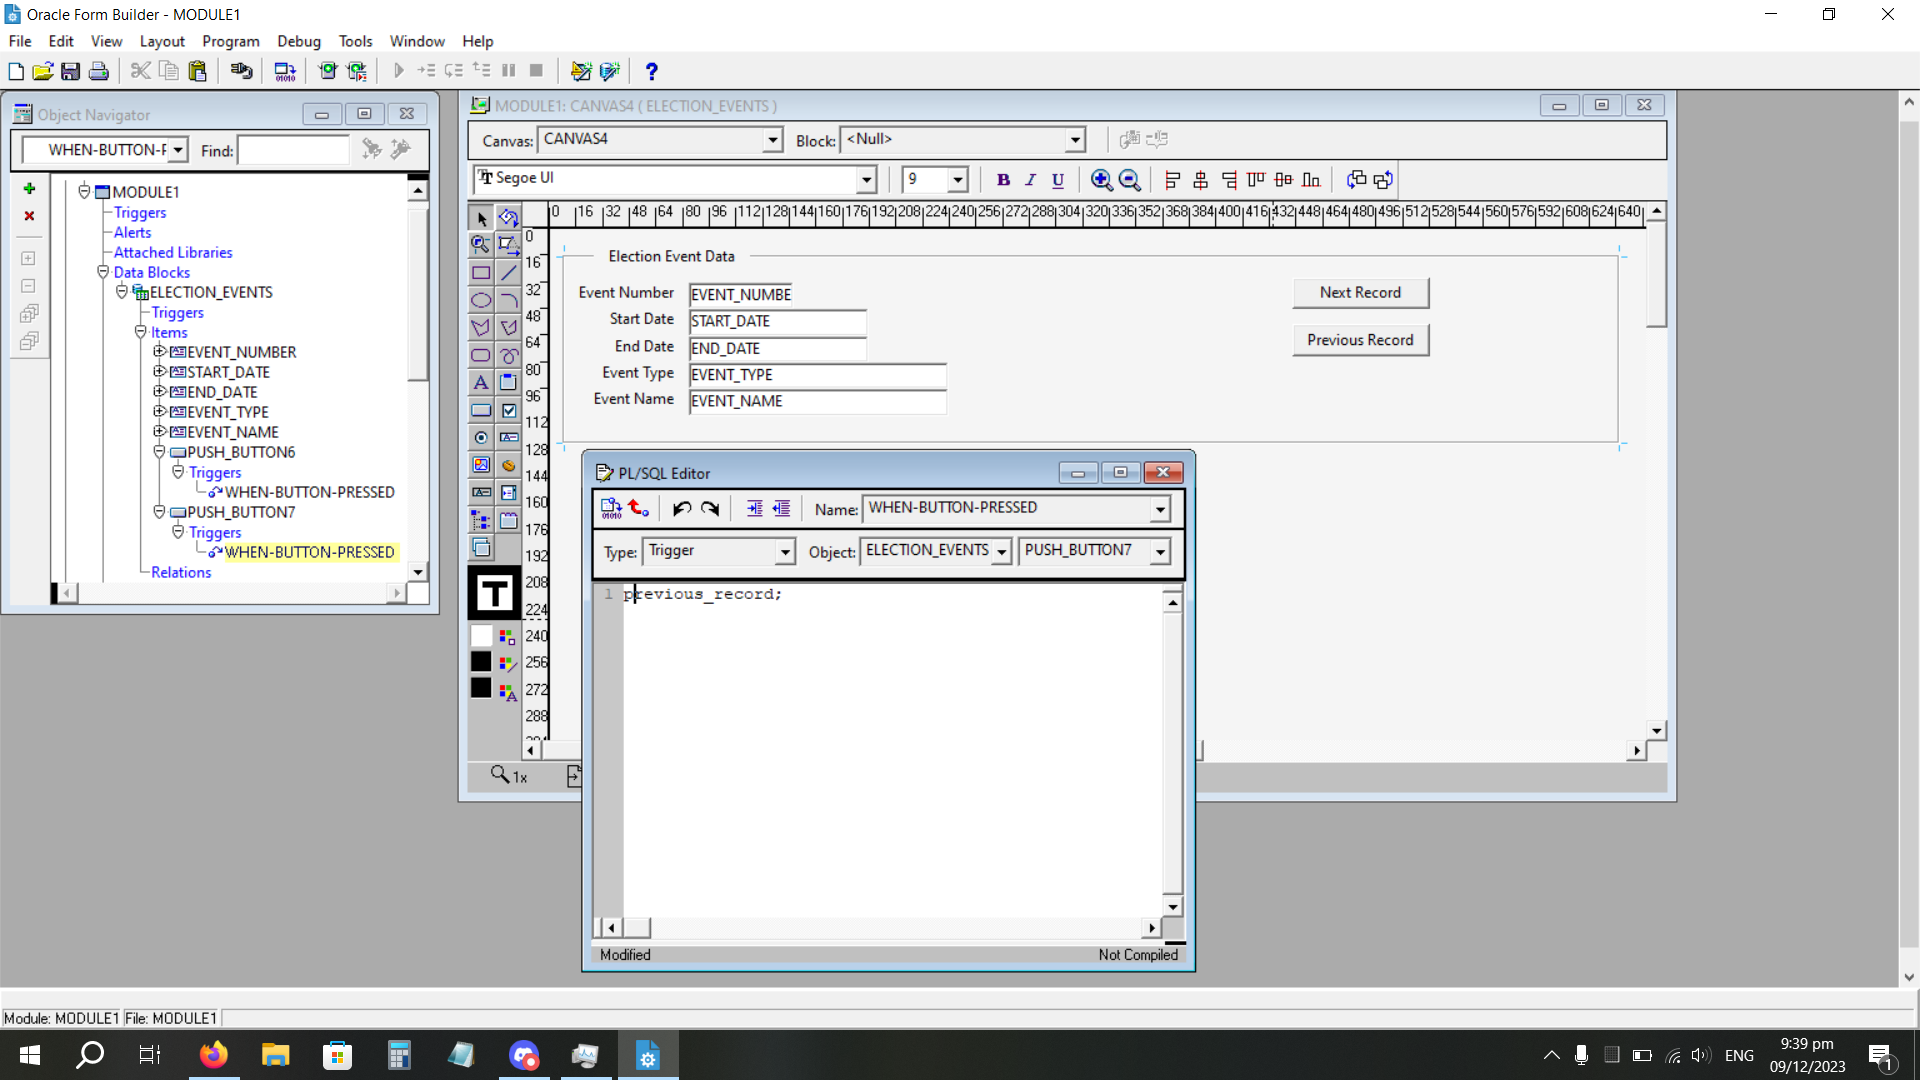 Oracle Form Builder - MODULE1
File Edit View Layout Program Debug Tools Window Help
Object Navigator
WHEN-BUTTON-F Find:
MODULE1
Triggers
Alerts
Attached Libraries
Data Blocks
ELECTION_EVENTS
Triggers
Items
EVENT_NUMBER
START_DATE
END_DATE
EVENT_TYPE
EVENT_NAME
PUSH_BUTTON6
Triggers
WHEN-BUTTON-PRESSED
PUSH_BUTTON7
Triggers
WHEN-BUTTON-PRESSED
Relations
MODULE1: CANVAS4 ( ELECTION_EVENTS )
Canvas: CANVAS4 Block: <Null>
Segoe UI 9 B I U
0 16 32 48 64 80 96 112 128 144 160 176 192 208 224 240 256 272 288 304 320 336 352 368 384 400 416 432 448 464 480 496 512 528 544 560 576 592 608 624 640
0
16
32
48
64
80
96
112
128
144
160
176
192
208
224
240
256
272
288
Election Event Data
Event Number EVENT_NUMBE
Start Date START_DATE
End Date END_DATE
Event Type EVENT_TYPE
Event Name EVENT_NAME
Next Record
Previous Record
1x
PL/SQL Editor
Name: WHEN-BUTTON-PRESSED
Type: Trigger Object: ELECTION_EVENTS PUSH_BUTTON7
1 previous_record;
Modified Not Compiled
Module: MODULE1 File: MODULE1
ENG
9:39 pm
09/12/2023
1